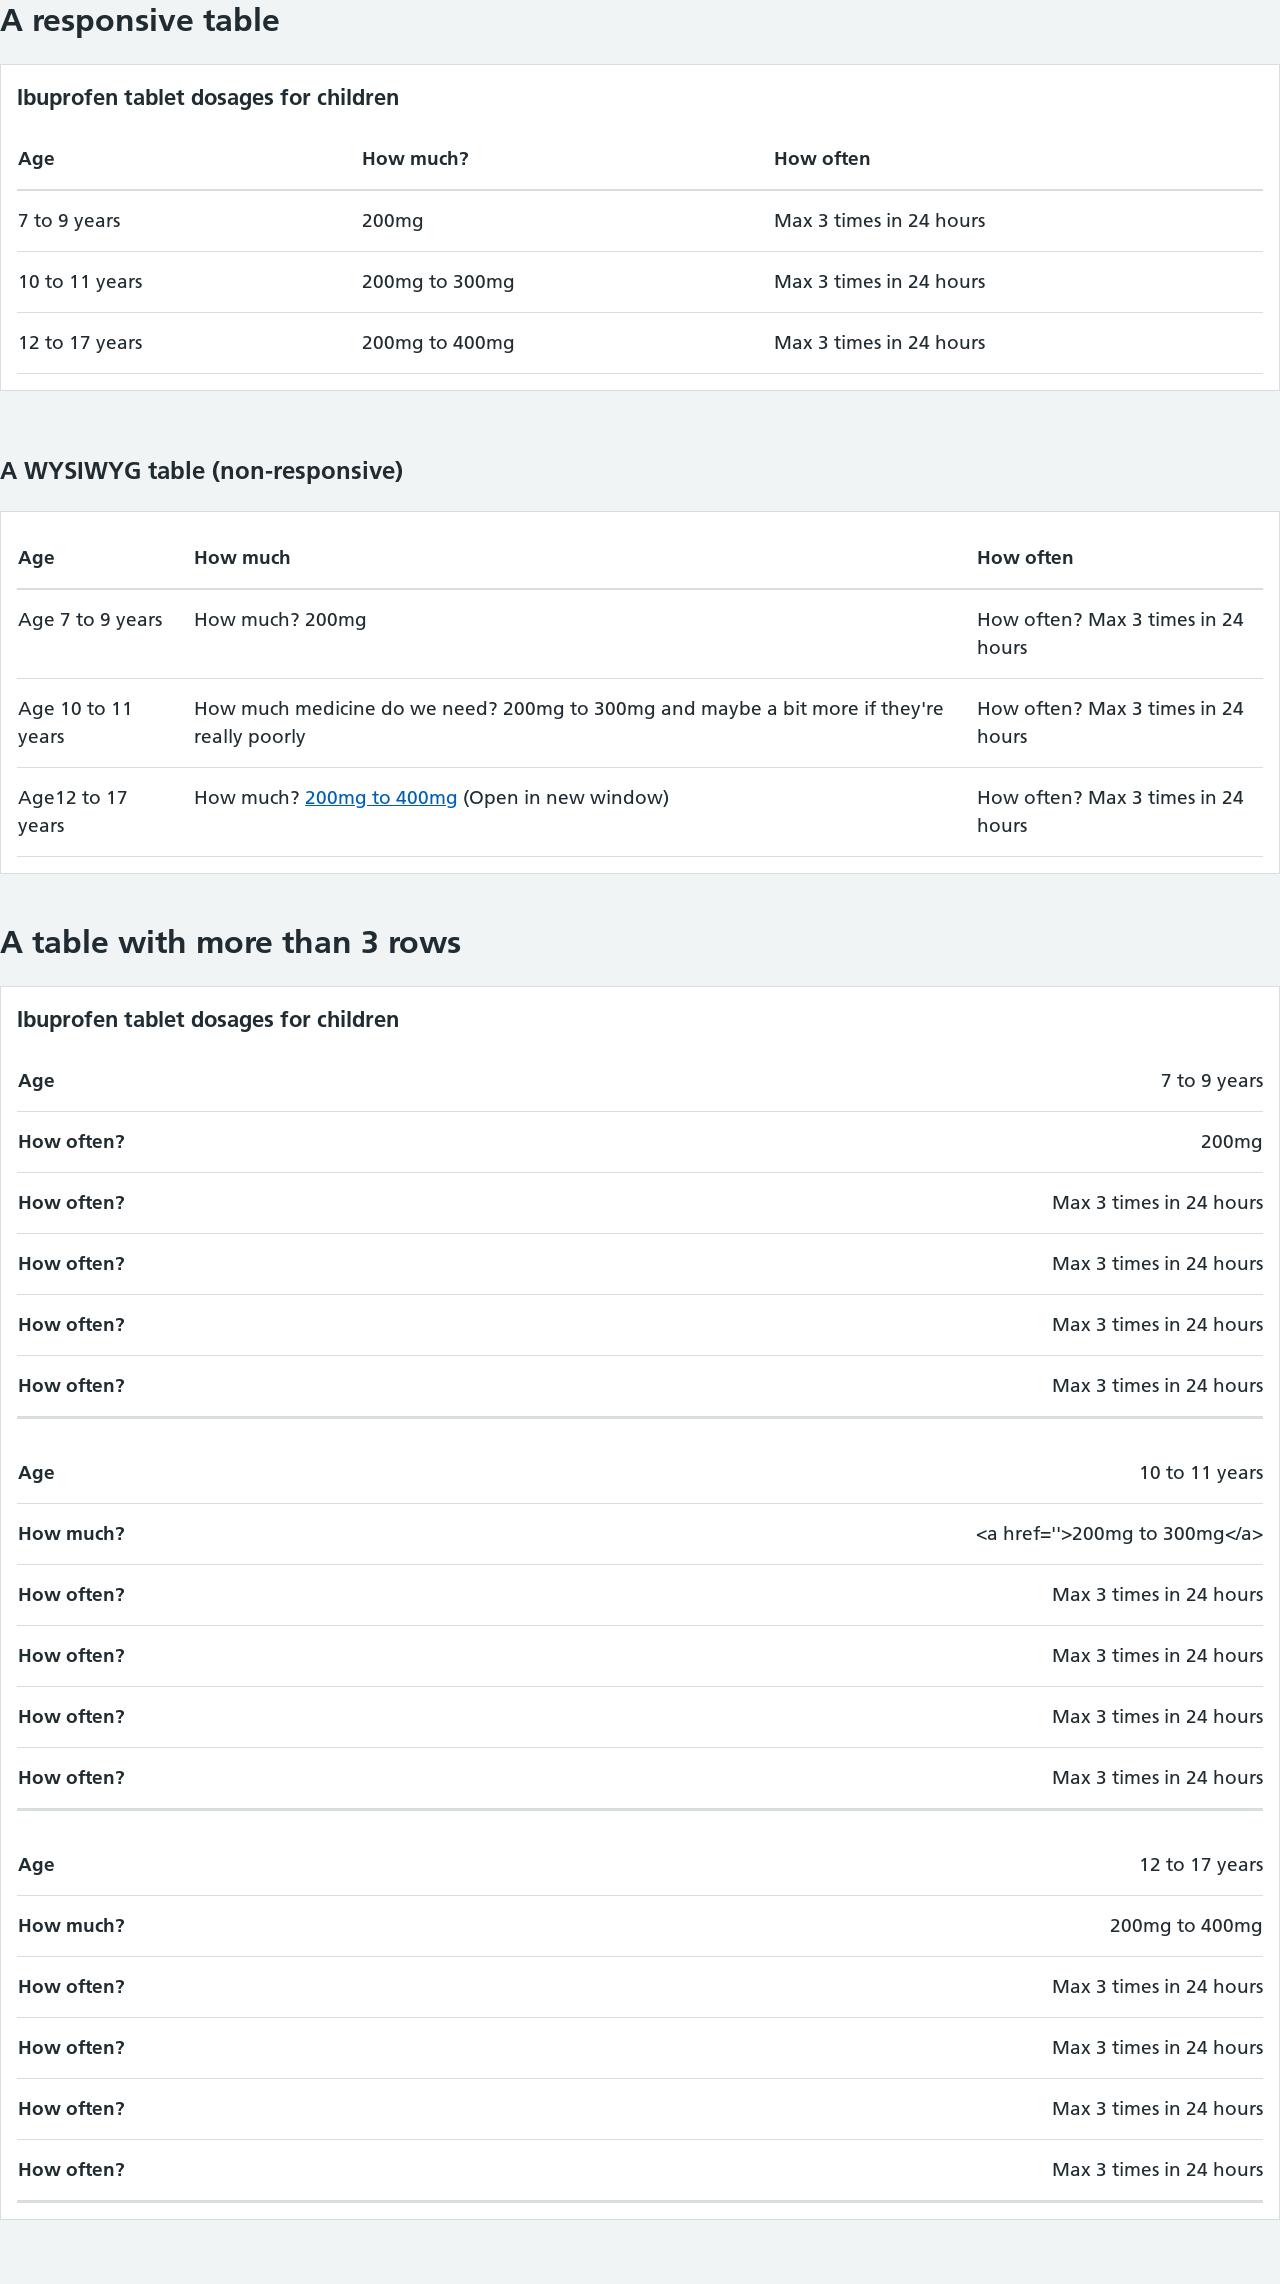 A responsive table
Ibuprofen tablet dosages for children
Age How much? How often
7 to 9 years 200mg Max 3 times in 24 hours
10 to 11 years 200mg to 300mg Max 3 times in 24 hours
12 to 17 years 200mg to 400mg Max 3 times in 24 hours
A WYSIWYG table (non-responsive)
Age How much How often
Age 7 to 9 years How much? 200mg How often? Max 3 times in 24
hours
Age 10 to 11 How much medicine do we need? 200mg to 300mg and maybe a bit more if they're How often? Max 3 times in 24
years really poorly hours
Age12 to 17 How much? 200mg to 400mg (Open in new window) How often? Max 3 times in 24
years hours
A table with more than 3 rows
Ibuprofen tablet dosages for children
Age 7 to 9 years
How often? 200mg
How often? Max 3 times in 24 hours
How often? Max 3 times in 24 hours
How often? Max 3 times in 24 hours
How often? Max 3 times in 24 hours
Age 10 to 11 years
How much? <a href=''>200mg to 300mg</a>
How often? Max 3 times in 24 hours
How often? Max 3 times in 24 hours
How often? Max 3 times in 24 hours
How often? Max 3 times in 24 hours
Age 12 to 17 years
How much? 200mg to 400mg
How often? Max 3 times in 24 hours
How often? Max 3 times in 24 hours
How often? Max 3 times in 24 hours
How often? Max 3 times in 24 hours